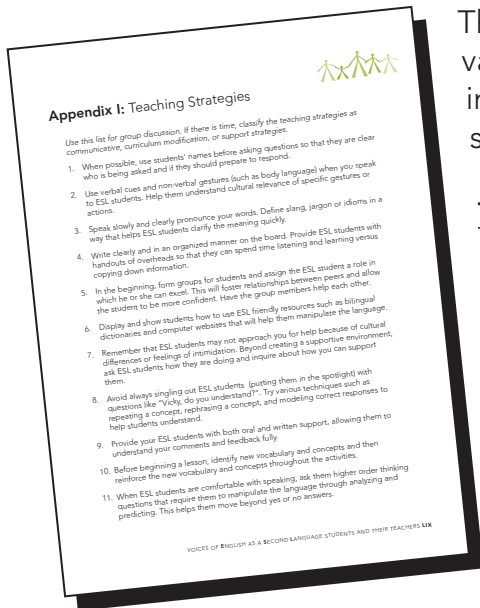 Appendix I: Teaching Strategies
Use this list for group discussion. If there is time, classify the teaching strategies as
communicative, curriculum modification, or support strategies.
1. When possible, use students' names before asking questions so that they are clear
who is being asked and if they should prepare to respond.
2. Use verbal cues and non-verbal gestures (such as body language) when you speak
to ESL students. Help them understand cultural relevance of specific gestures or
actions.
3. Speak slowly and clearly pronounce your words. Define slang, jargon or idioms in a
way that helps ESL students clarify the meaning quickly.
4. Write clearly and in an organized manner on the board. Provide ESL students with
handouts of overheads so that they can spend time listening and learning versus
copying down information.
5. In the beginning, form groups for students and assign the ESL student a role in
which he or she can excel. This will foster relationships between peers and allow
the student to be more confident. Have the group members help each other.
6. Display and show students how to use ESL friendly resources such as bilingual
dictionaries and computer websites that will help them manipulate the language.
7. Remember that ESL students may not approach you for help because of cultural
differences or feelings of intimidation. Beyond creating a supportive environment,
ask ESL students how they are doing and inquire about how you can support
them.
8. Avoid always singling out ESL students (putting them in the spotlight) with
questions like "Vicky, do you understand?". Try various techniques such as
repeating a concept, rephrasing a concept, and modeling correct responses to
help students understand.
9. Provide your ESL students with both oral and written support, allowing them to
understand your comments and feedback fully.
10. Before beginning a lesson, identify new vocabulary and concepts and then
reinforce the new vocabulary and concepts throughout the activities.
11. When ESL students are comfortable with speaking, ask them higher order thinking
questions that require them to manipulate the language through analyzing and
predicting. This helps them move beyond yes or no answers.
VOICES OF ENGLISH AS A SECOND LANGUAGE STUDENTS AND THEIR TEACHERS LIX